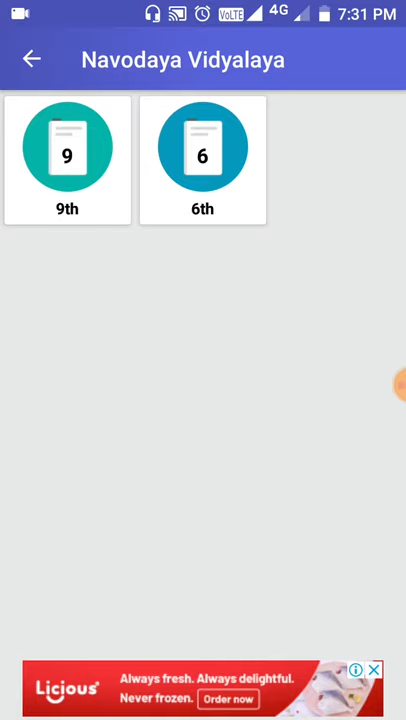 VoLTE 4G 7:31 PM
Navodaya Vidyalaya
9 6
9th 6th
Licious
Always fresh. Always delightful.
Never frozen. Order now